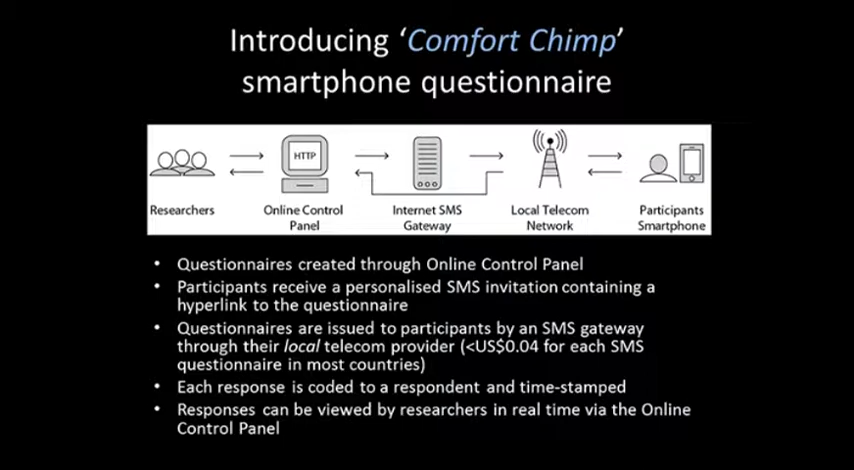 Introducing ‘Comfort Chimp’
smartphone questionnaire
HTTP
Researchers
Online Control
Panel
Internet SMS
Gateway
Local Telecom
Network
Participants
Smartphone
• Questionnaires created through Online Control Panel
• Participants receive a personalised SMS invitation containing a
hyperlink to the questionnaire
• Questionnaires are issued to participants by an SMS gateway
through their local telecom provider (<US$0.04 for each SMS
questionnaire in most countries)
• Each response is coded to a respondent and time-stamped
• Responses can be viewed by researchers in real time via the Online
Control Panel